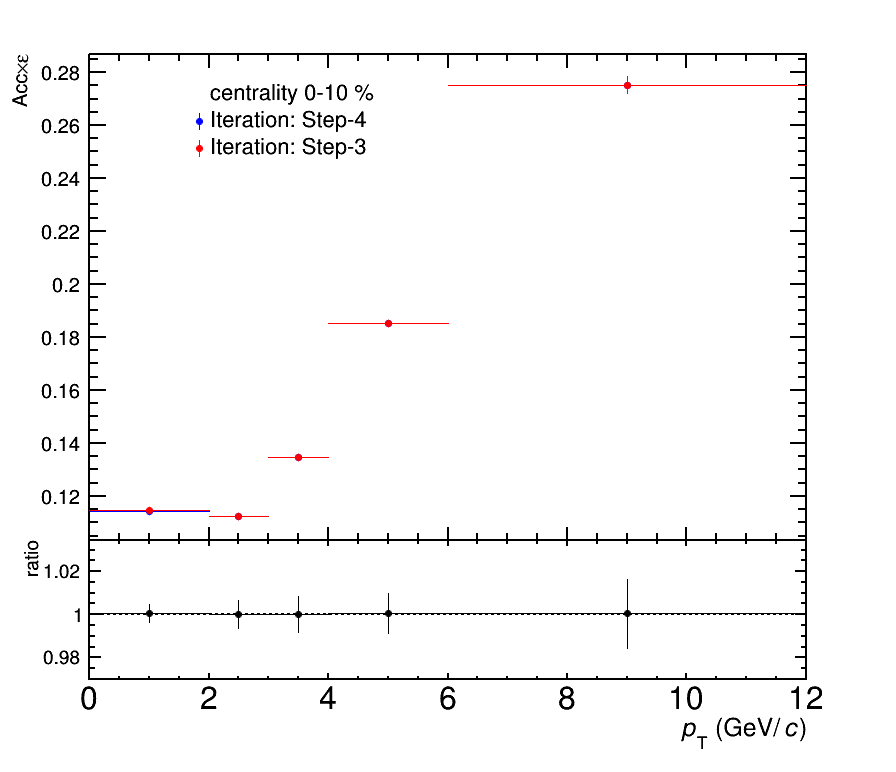 Acc×ε
0.28
0.26
0.24
0.22
0.2
0.18
0.16
0.14
0.12
centrality 0-10 %
Iteration: Step-4
Iteration: Step-3
ratio
1.02
1
0.98
0 2 4 6 8 10 12
p_T (GeV/c)